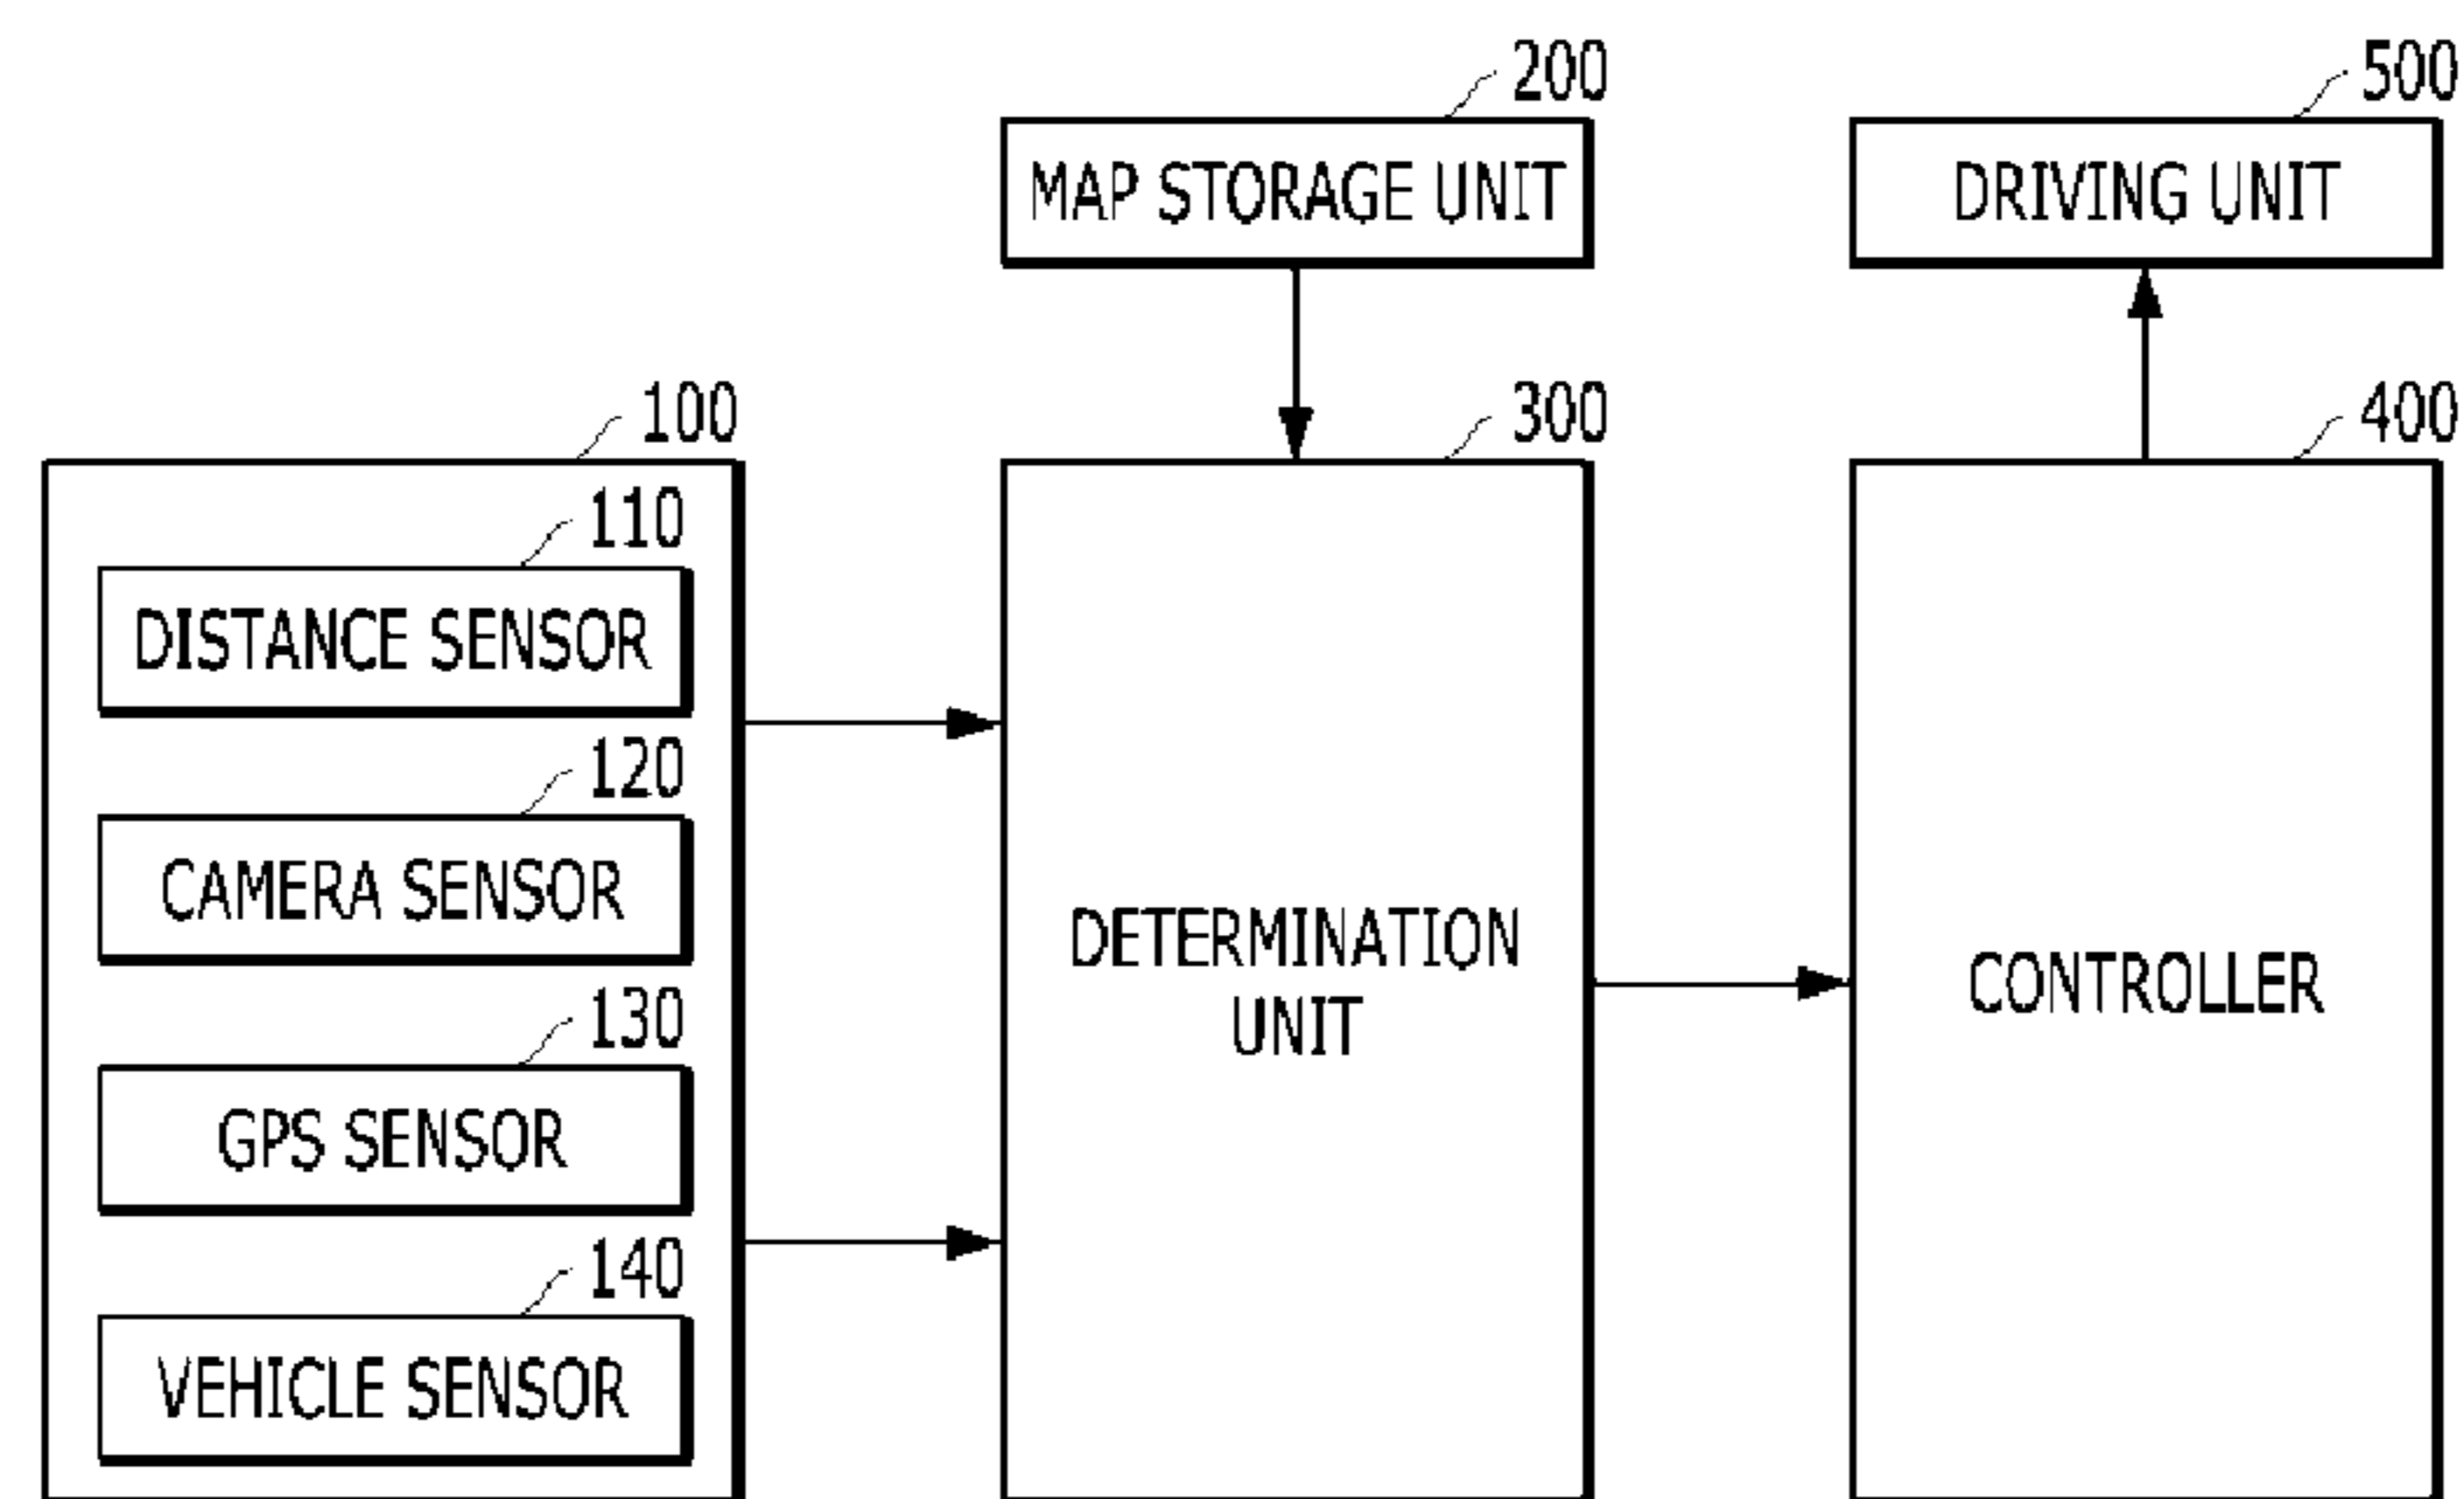 200
MAP STORAGE UNIT
500
DRIVING UNIT
100
110
DISTANCE SENSOR
120
CAMERA SENSOR
130
GPS SENSOR
140
VEHICLE SENSOR
300
DETERMINATION
UNIT
400
CONTROLLER